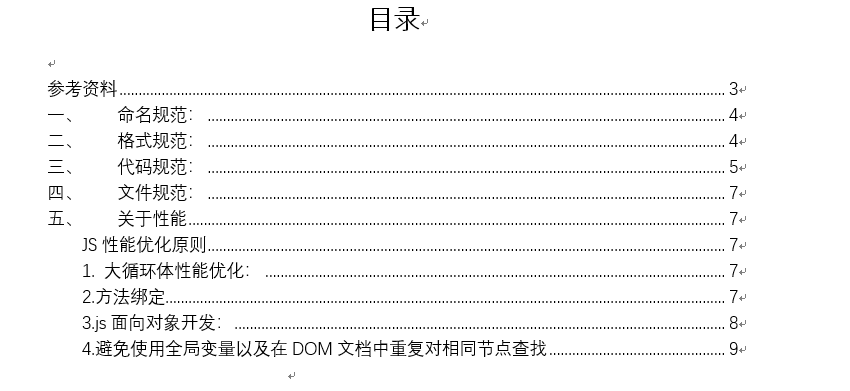 目录
参考资料 3
一、 命名规范： 4
二、 格式规范： 4
三、 代码规范： 5
四、 文件规范： 7
五、 关于性能 7
JS 性能优化原则 7
1. 大循环体性能优化： 7
2.方法绑定 7
3.js 面向对象开发： 8
4.避免使用全局变量以及在 DOM 文档中重复对相同节点查找 9